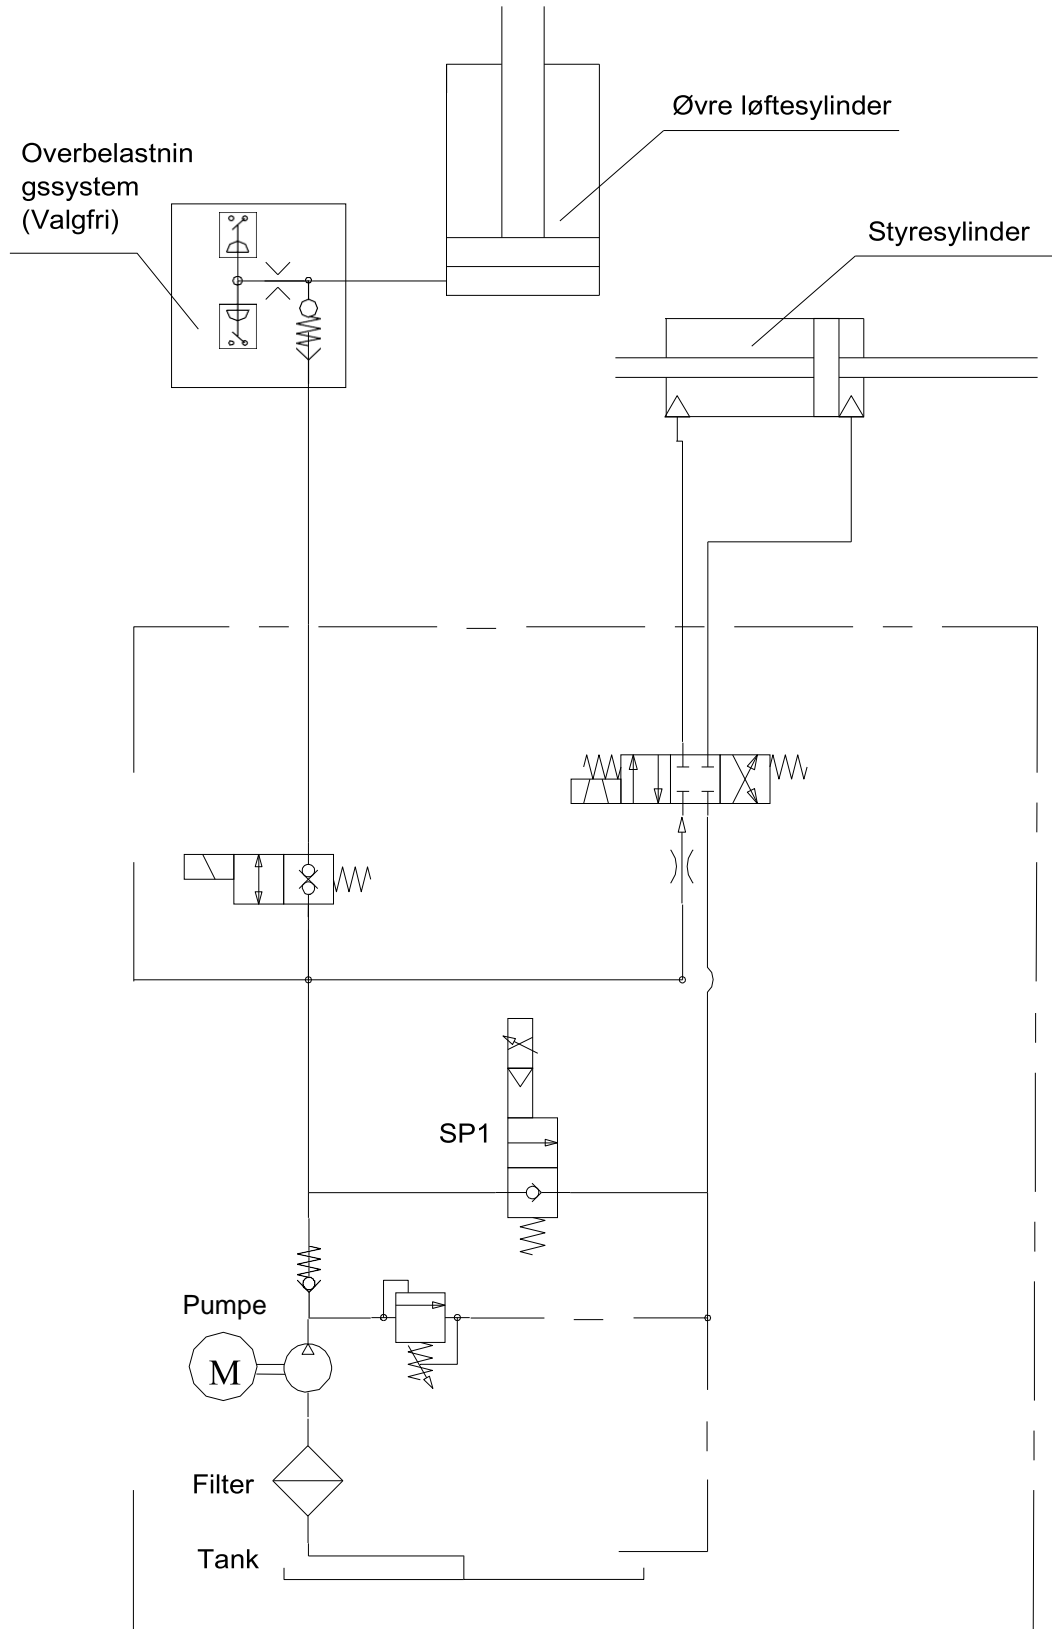 Øvre løftesylinder
Overbelastnin
gssystem
(Valgfri)
Styresylinder
SP1
Pumpe
M
Filter
Tank